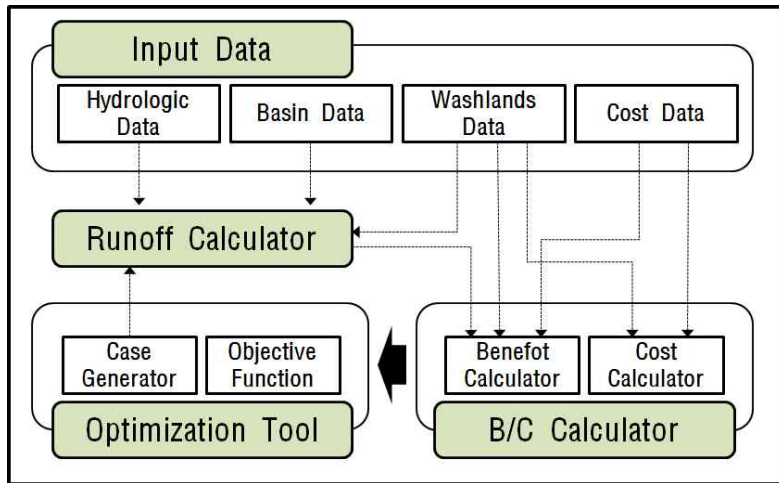 Input Data
Hydrologic
Data
Basin Data
Washlands
Data
Cost Data
Runoff Calculator
Case
Generator
Objective
Function
Optimization Tool
Benefot
Calculator
Cost
Calculator
B/C Calculator